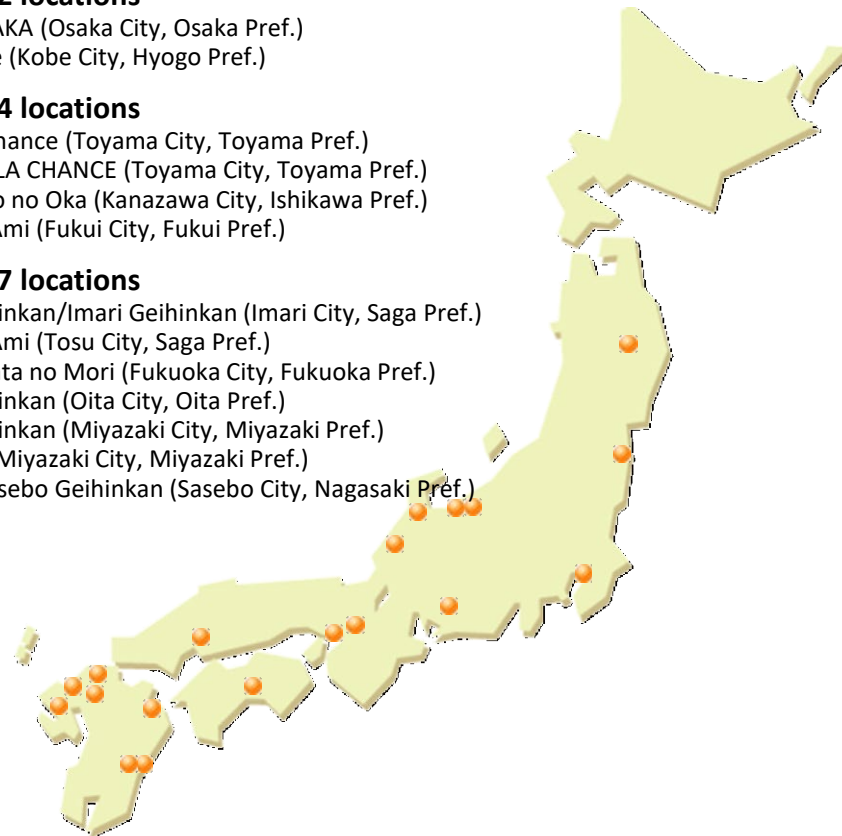 2 locations
AKA (Osaka City, Osaka Pref.)
e (Kobe City, Hyogo Pref.)
4 locations
hance (Toyama City, Toyama Pref.)
LA CHANCE (Toyama City, Toyama Pref.)
o no Oka (Kanazawa City, Ishikawa Pref.)
Ami (Fukui City, Fukui Pref.)
7 locations
inkan/Imari Geihinkan (Imari City, Saga Pref.)
Ami (Tosu City, Saga Pref.)
ata no Mori (Fukuoka City, Fukuoka Pref.)
inkan (Oita City, Oita Pref.)
inkan (Miyazaki City, Miyazaki Pref.)
Miyazaki City, Miyazaki Pref.)
sebo Geihinkan (Sasebo City, Nagasaki Pref.)